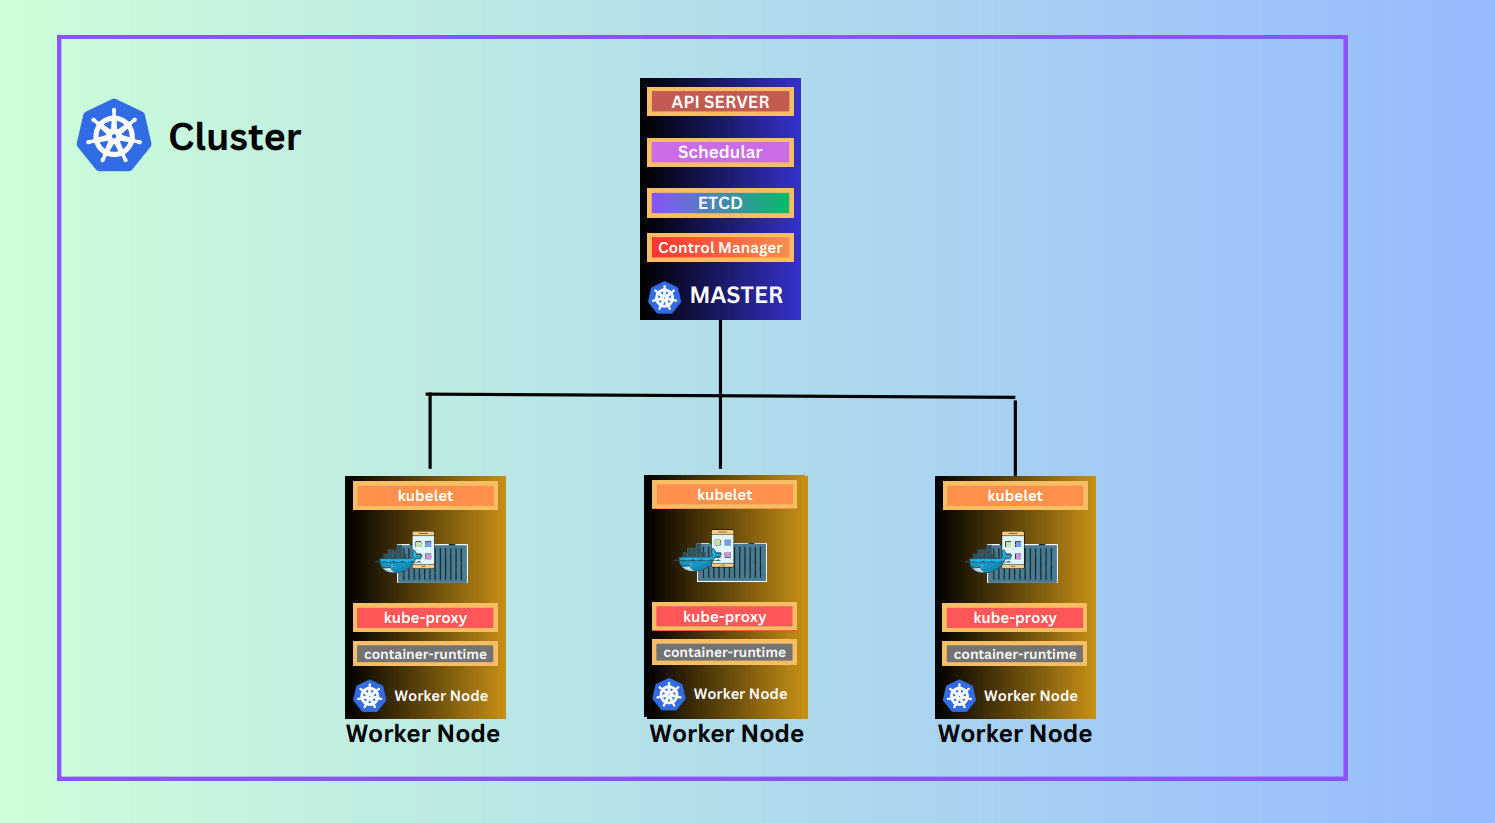 Cluster
API SERVER
Schedular
ETCD
Control Manager
MASTER
kubelet
kube-proxy
container-runtime
Worker Node
Worker Node
kubelet
kube-proxy
container-runtime
Worker Node
Worker Node
kubelet
kube-proxy
container-runtime
Worker Node
Worker Node